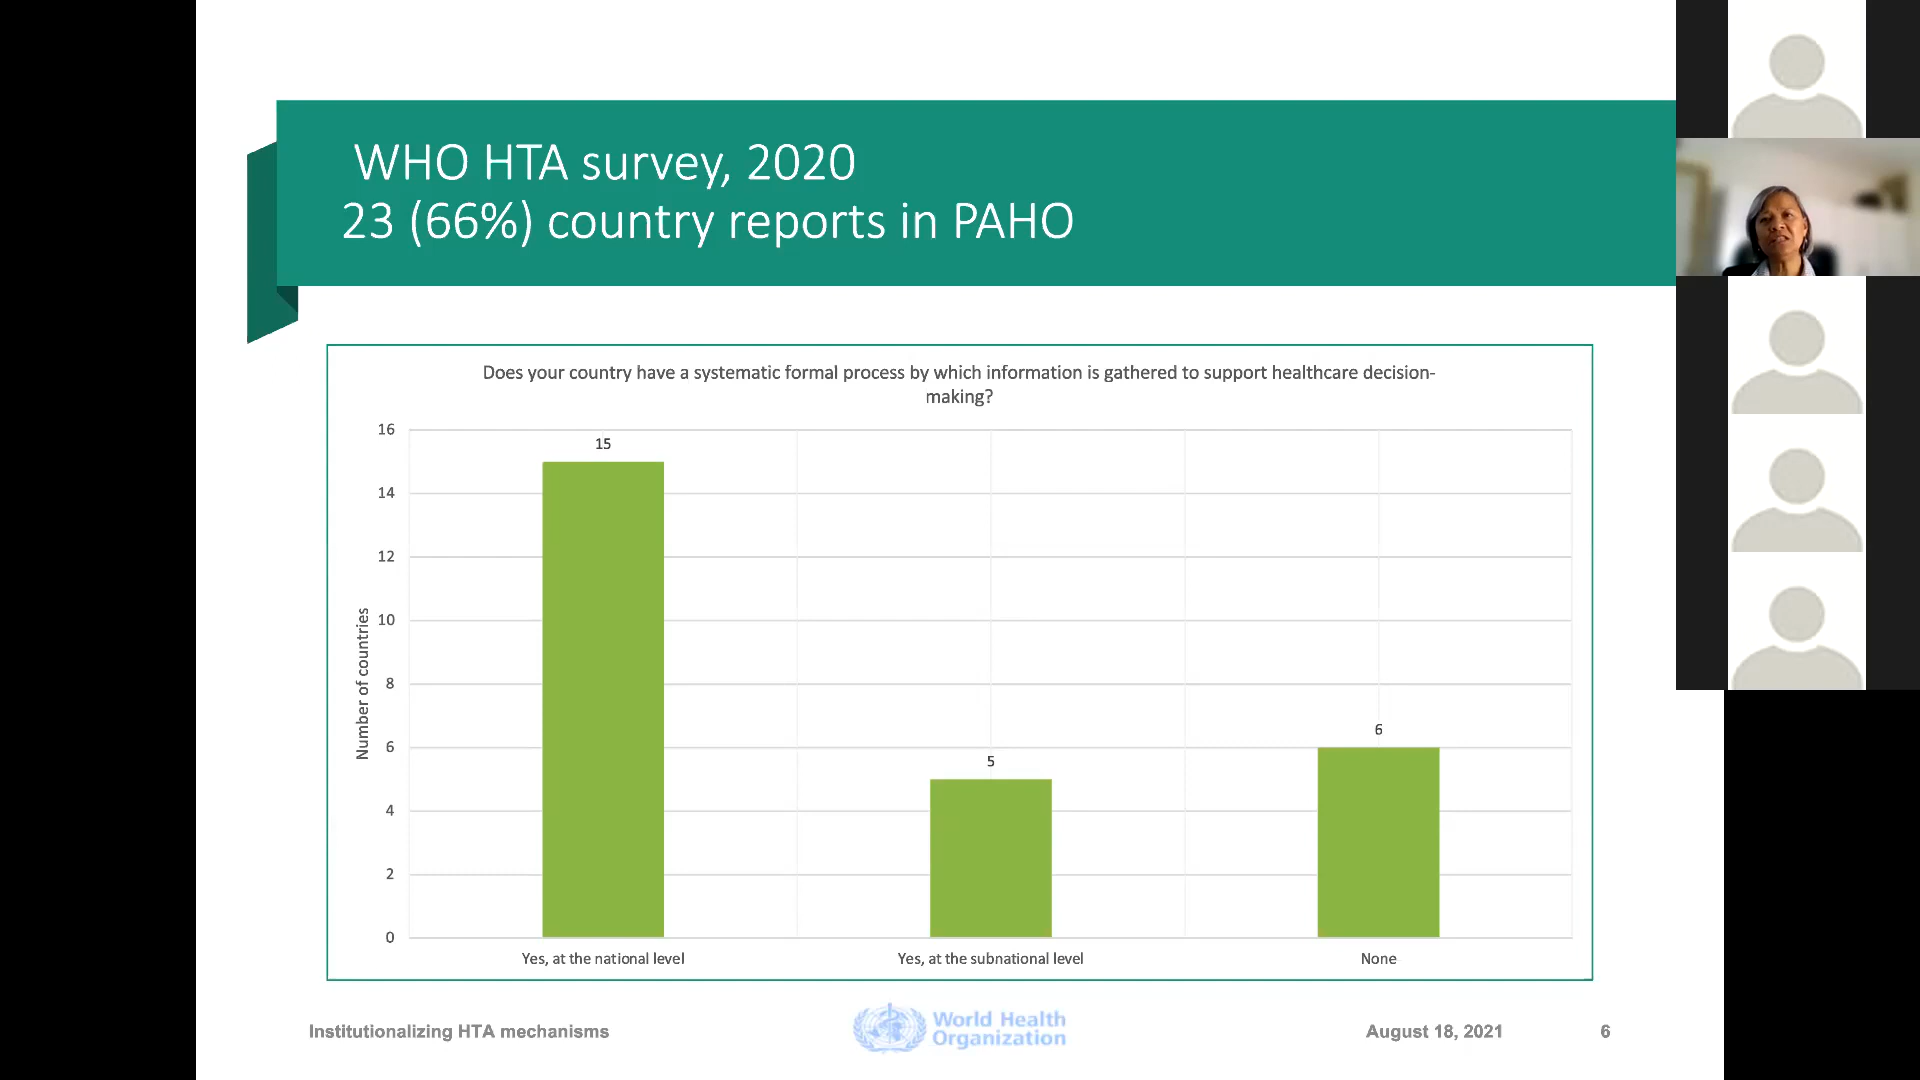 WHO HTA survey, 2020
23 (66%) country reports in PAHO
Does your country have a systematic formal process by which information is gathered to support healthcare decision-
making?
16
15
14
12
10
8
6
4
2
0
Number of countries
5
6
Yes, at the national level
Yes, at the subnational level
None
Institutionalizing HTA mechanisms
World Health
Organization
August 18, 2021
6